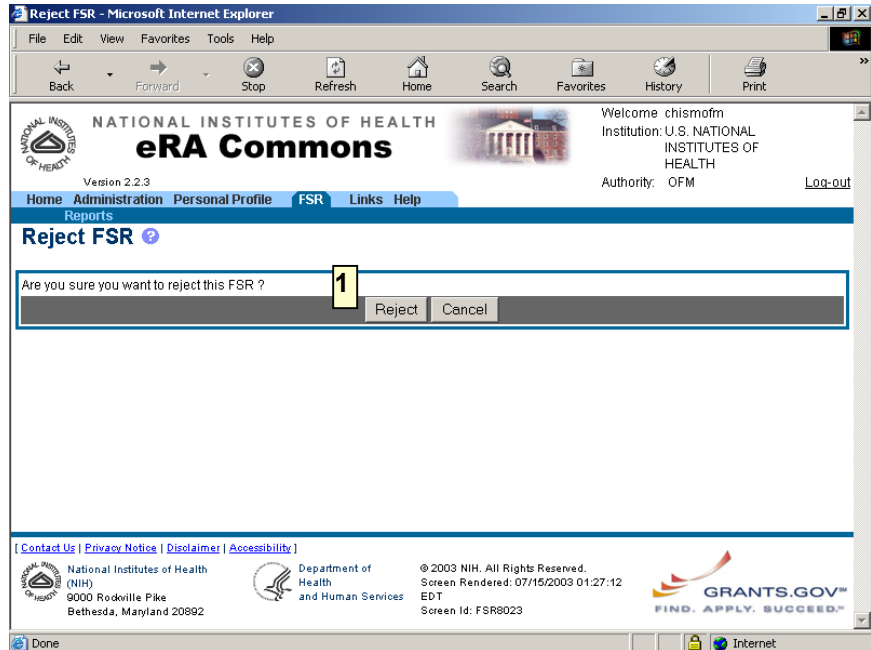 Reject FSR - Microsoft Internet Explorer
File Edit View Favorites Tools Help
Back Forward Stop Refresh Home Search Favorites History Print »
NATIONAL INSTITUTES OF HEALTH
eRA Commons
Version 2.2.3
Welcome chismofm
Institution: U.S. NATIONAL
INSTITUTES OF
HEALTH
Authority: OFM
Log-out
Home Administration Personal Profile FSR Links Help
Reports
Reject FSR ?
Are you sure you want to reject this FSR ?
1
Reject Cancel
[ Contact Us | Privacy Notice | Disclaimer | Accessibility ]
National Institutes of Health
(NIH)
9000 Rockville Pike
Bethesda, Maryland 20892
Department of
Health
and Human Services
© 2003 NIH. All Rights Reserved.
Screen Rendered: 07/15/2003 01:27:12
EDT
Screen Id: FSR8023
GRANTS.GOV℠
FIND. APPLY. SUCCEED.℠
Done
Internet